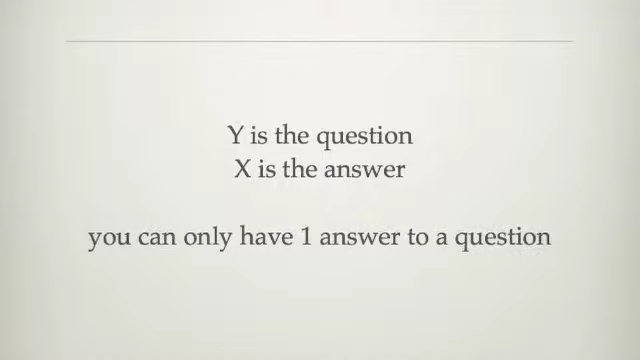 Y is the question
X is the answer
you can only have 1 answer to a question